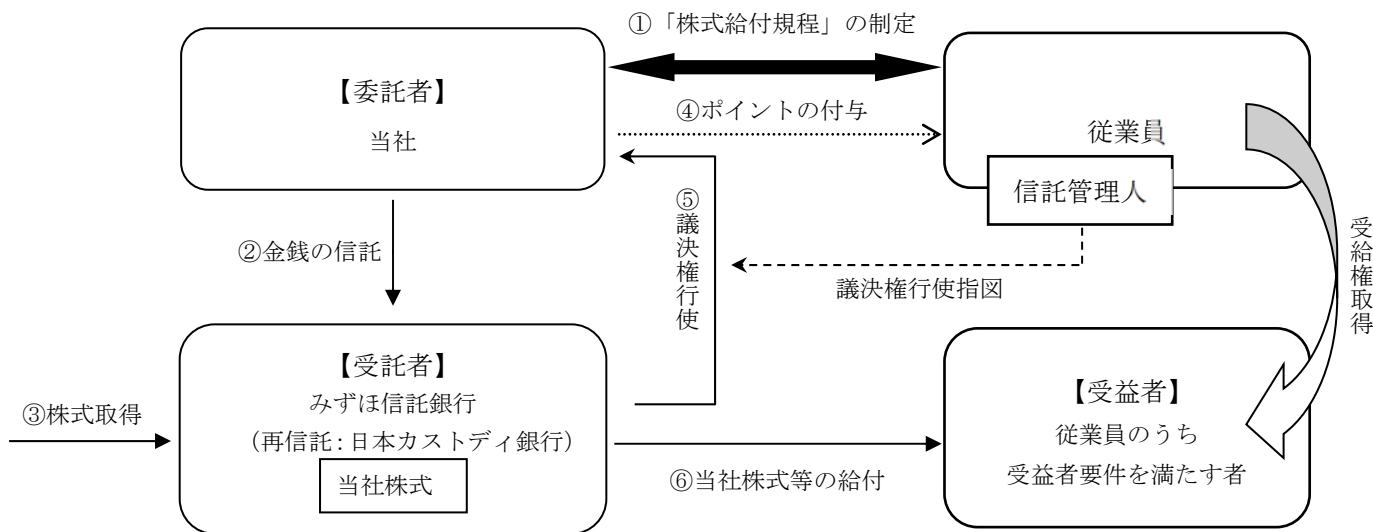 ①「株式給付規程」の制定
【委託者】
当社
④ポイントの付与
従業員
信託管理人
②金銭の信託
⑤議決権行使
議決権行使指図
受給権取得
【受託者】
みずほ信託銀行
（再信託：日本カストディ銀行）
当社株式
③株式取得
⑥当社株式等の給付
【受益者】
従業員のうち
受益者要件を満たす者